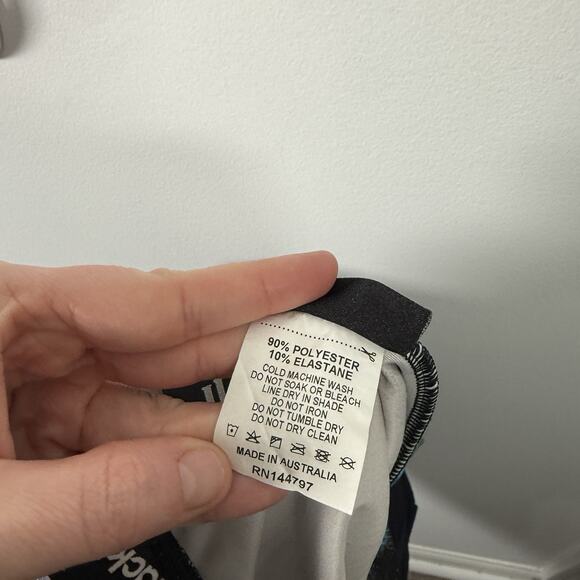 90% POLYESTER
10% ELASTANE
COLD MACHINE WASH
DO NOT SOAK OR BLEACH
LINE DRY IN SHADE
DO NOT IRON
DO NOT TUMBLE DRY
DO NOT DRY CLEAN
MADE IN AUSTRALIA
RN144797